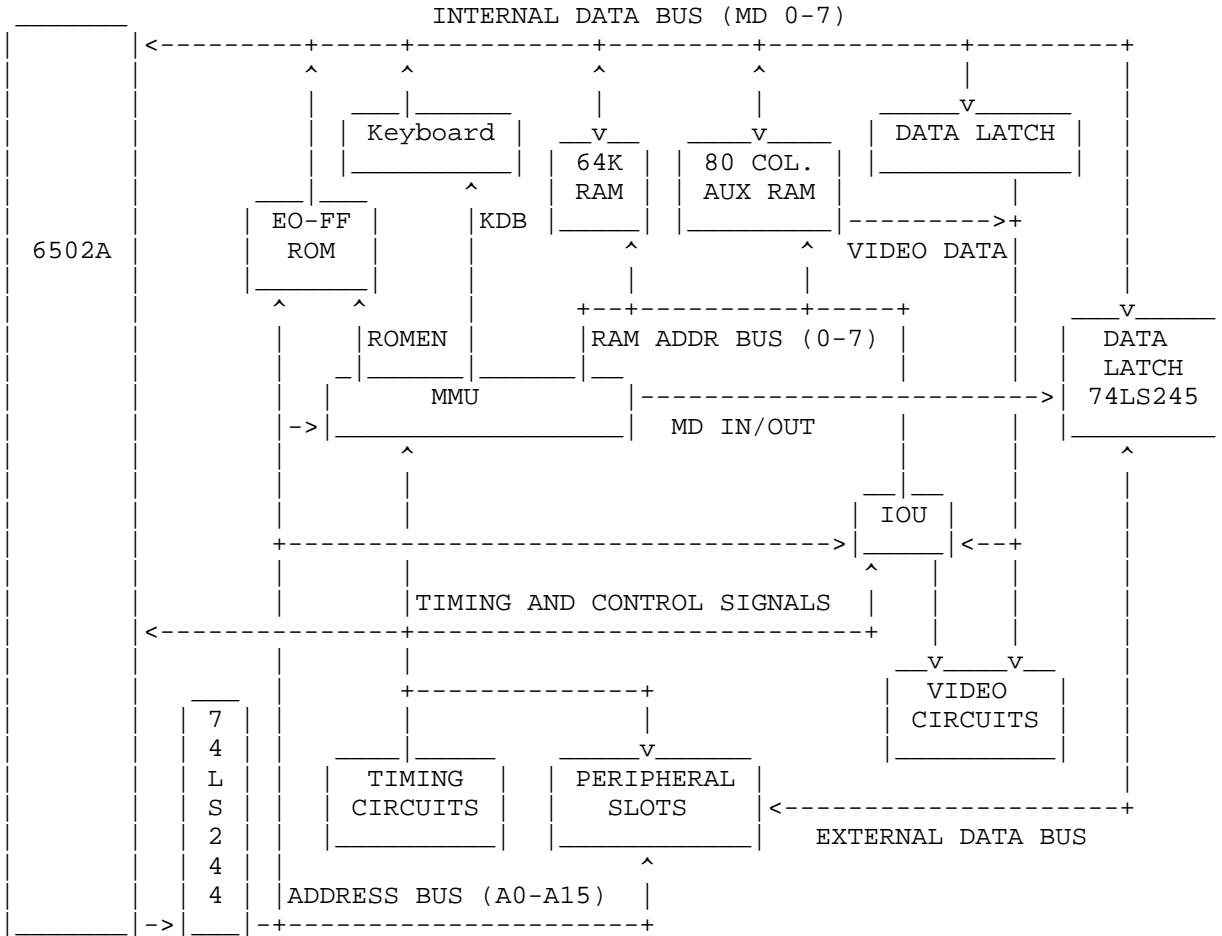 INTERNAL DATA BUS (MD 0-7)
Keyboard
DATA LATCH
64K
RAM
80 COL.
AUX RAM
EO-FF
ROM
KDB
6502A
VIDEO DATA
ROMEN
RAM ADDR BUS (0-7)
DATA
LATCH
74LS245
MMU
MD IN/OUT
IOU
TIMING AND CONTROL SIGNALS
VIDEO
CIRCUITS
7
4
L
S
2
4
4
TIMING
CIRCUITS
PERIPHERAL
SLOTS
EXTERNAL DATA BUS
ADDRESS BUS (A0-A15)